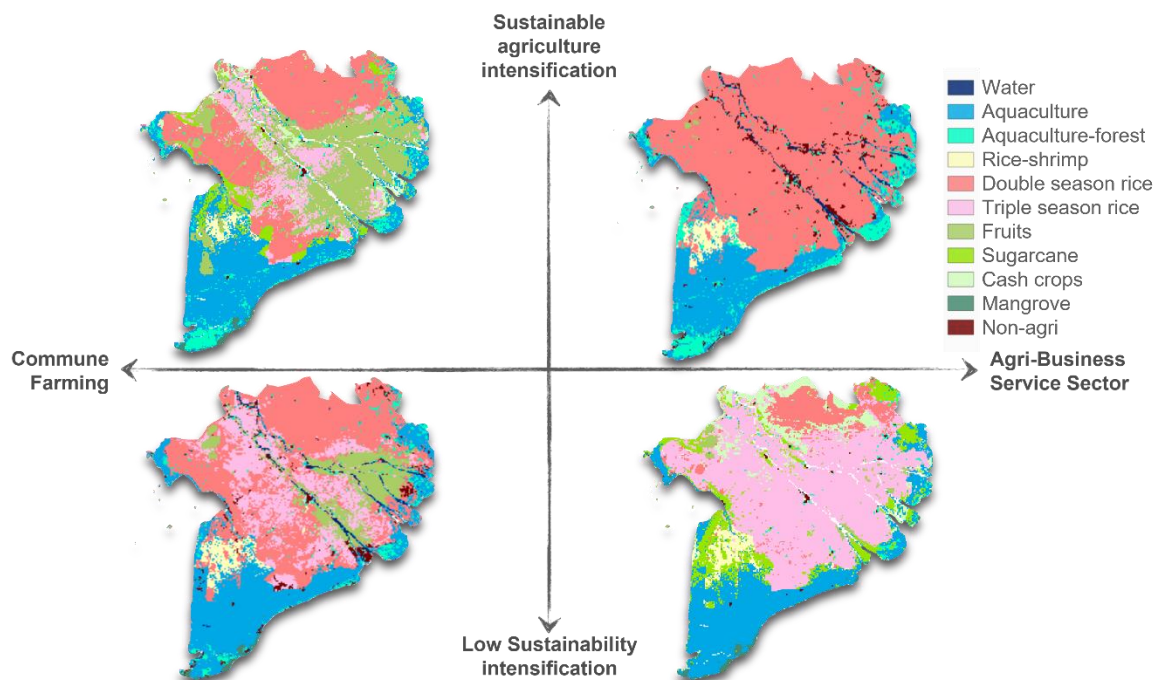 Sustainable
agriculture
intensification
Water
Aquaculture
Aquaculture-forest
Rice-shrimp
Double season rice
Triple season rice
Fruits
Sugarcane
Cash crops
Mangrove
Non-agri
Commune
Farming
Agri-Business
Service Sector
Low Sustainability
intensification